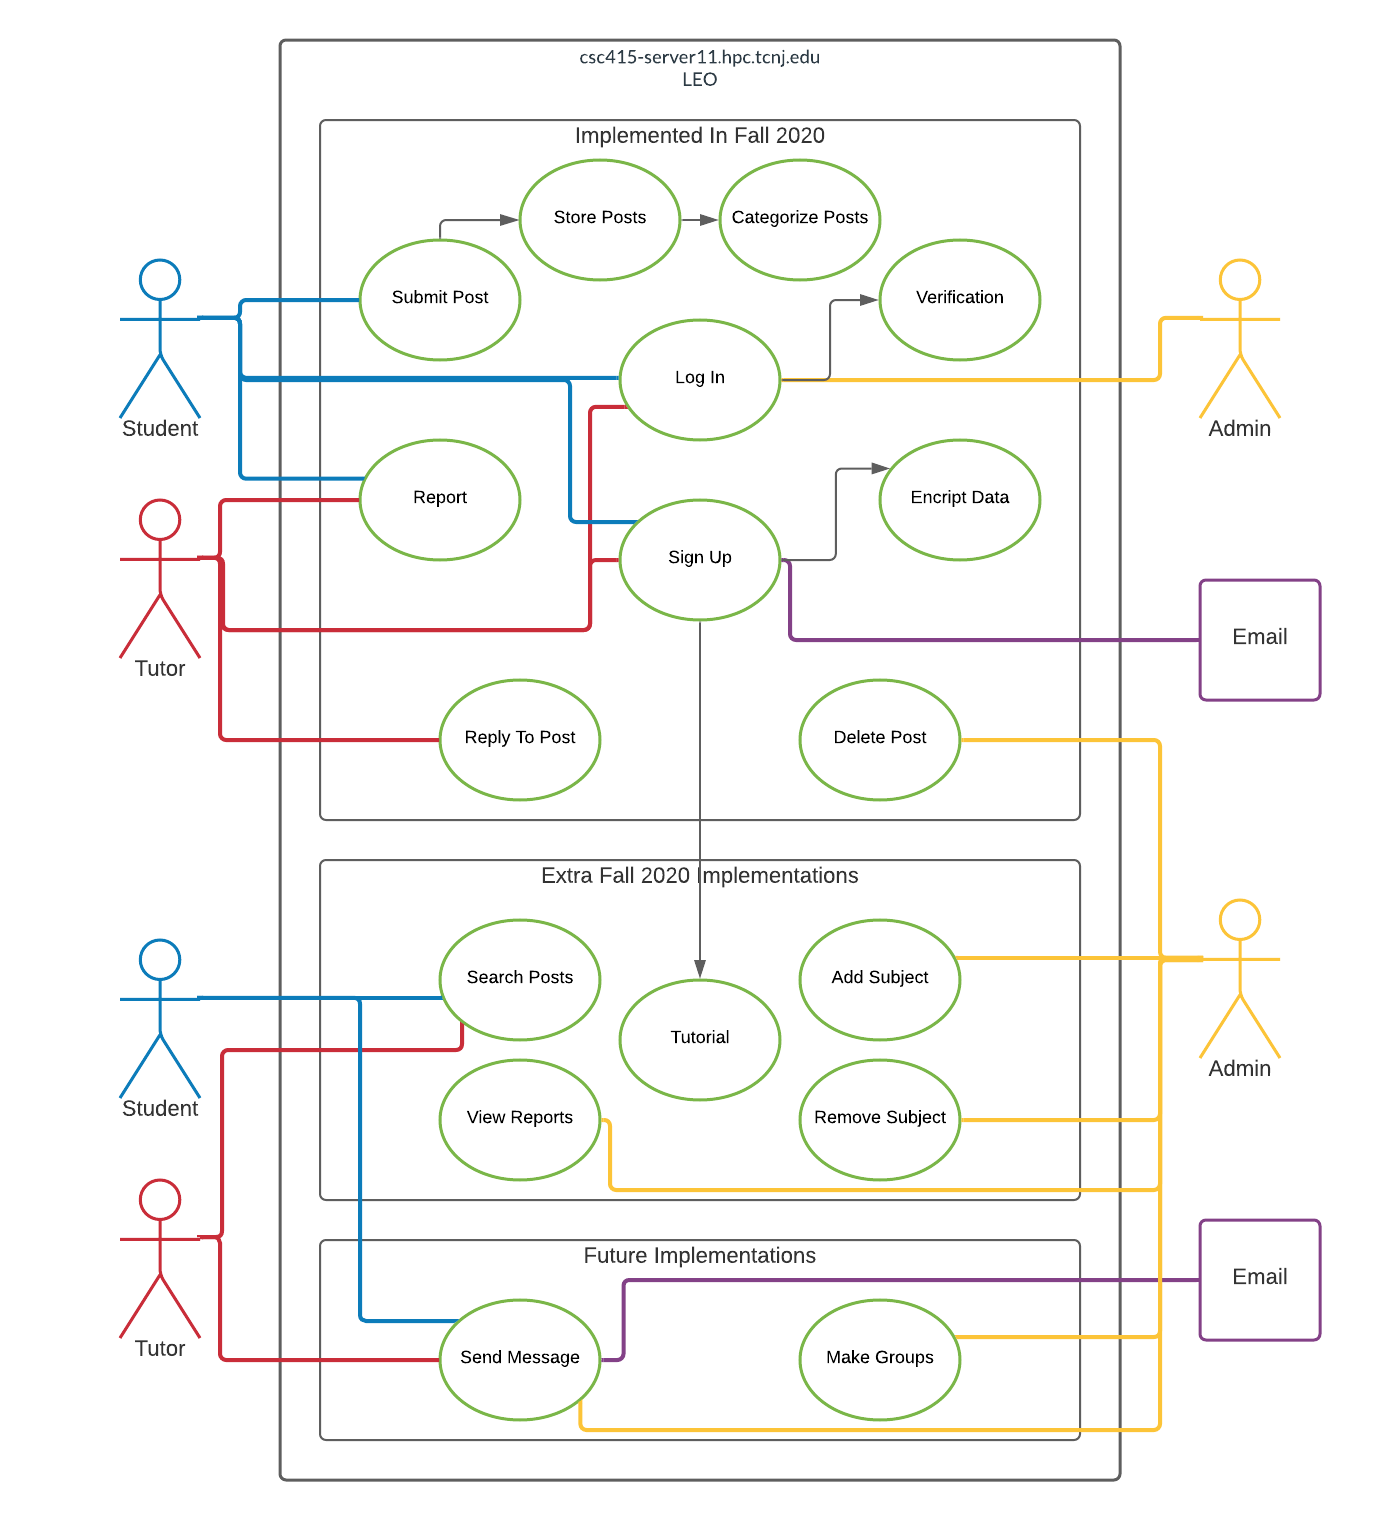 csc415-server11.hpc.tcnj.edu
LEO
Implemented In Fall 2020
Store Posts
Categorize Posts
Submit Post
Verification
Log In
Student
Admin
Report
Encript Data
Sign Up
Email
Tutor
Reply To Post
Delete Post
Extra Fall 2020 Implementations
Search Posts
Add Subject
Tutorial
Admin
Student
View Reports
Remove Subject
Future Implementations
Email
Tutor
Send Message
Make Groups